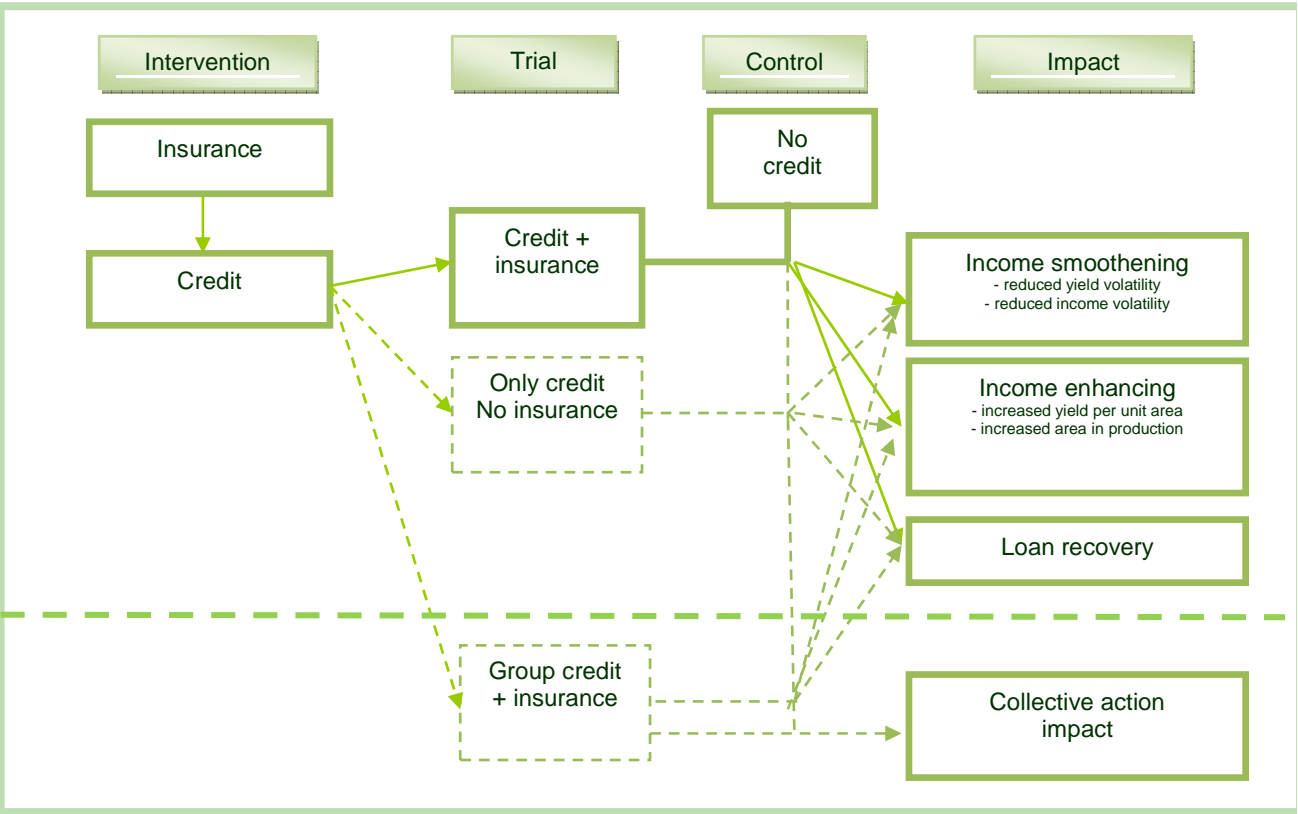 Intervention
Trial
Control
Impact
Insurance
No
credit
Credit +
insurance
Credit
Income smoothening
- reduced yield volatility
- reduced income volatility
Only credit
No insurance
Income enhancing
- increased yield per unit area
- increased area in production
Loan recovery
Group credit
+ insurance
Collective action
impact